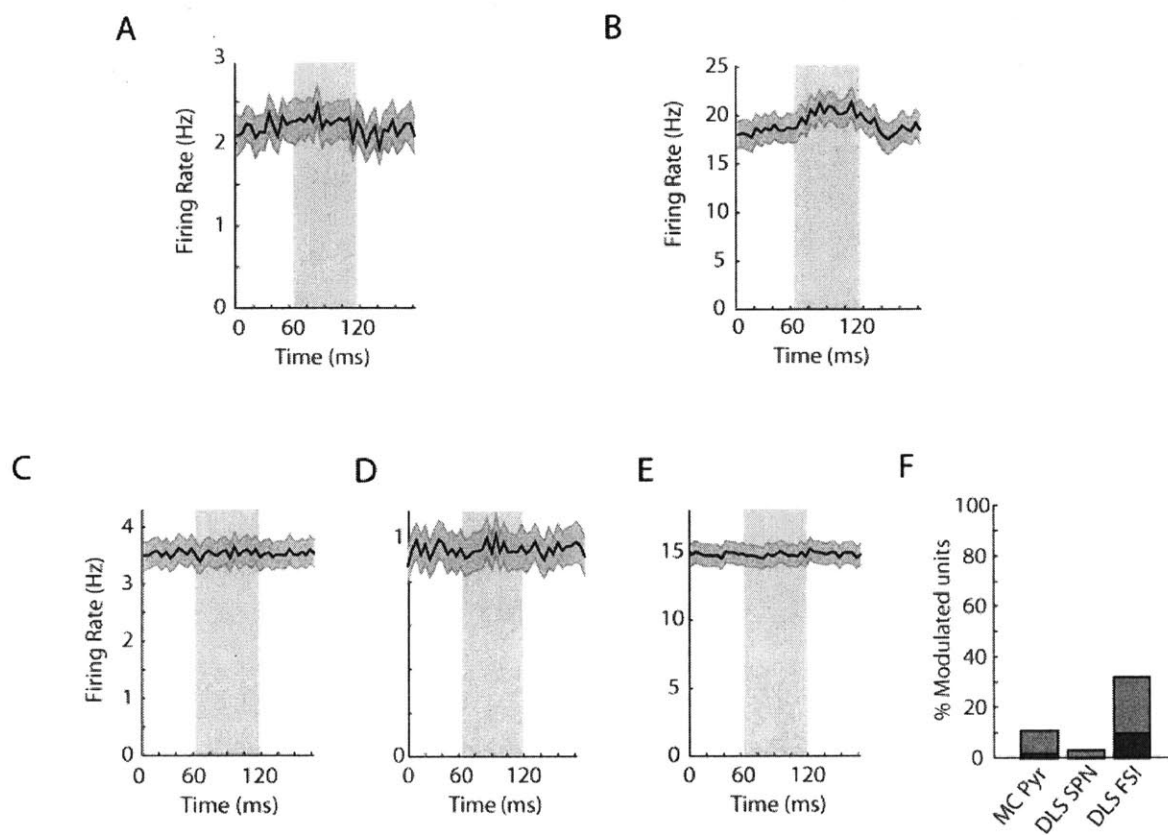 A
Firing Rate (Hz)
3
2
1
0
0 60 120
Time (ms)
B
Firing Rate (Hz)
25
20
15
10
5
0
0 60 120
Time (ms)
C
Firing Rate (Hz)
4
3
2
1
0
0 60 120
Time (ms)
D
1
0
0 60 120
Time (ms)
E
15
10
5
0
0 60 120
Time (ms)
F
% Modulated units
100
80
60
40
20
0
MC Pyr
DLS SPN
DLS FSI